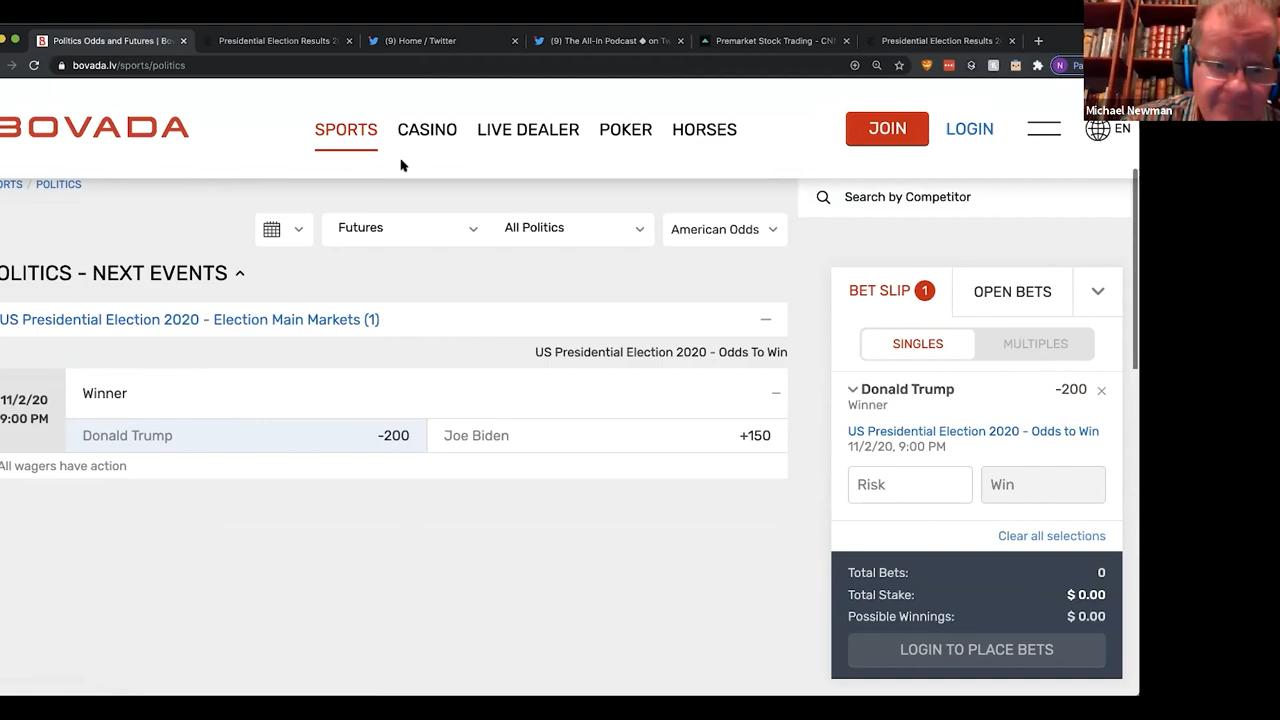 Politics Odds and Futures | Bo
Presidential Election Results 2
(9) Home / Twitter
(9) The All-In Podcast ◆ on Tw
Premarket Stock Trading - CN
Presidential Election Results 2
bovada.lv/sports/politics
N
Pa
Michael Newman
BOVADA
SPORTS
CASINO
LIVE DEALER
POKER
HORSES
JOIN
LOGIN
EN
ORTS / POLITICS
Search by Competitor
Futures
All Politics
American Odds
OLITICS - NEXT EVENTS
BET SLIP 1
OPEN BETS
US Presidential Election 2020 - Election Main Markets (1)
SINGLES
MULTIPLES
US Presidential Election 2020 - Odds To Win
11/2/20
9:00 PM
Winner
Donald Trump -200
Joe Biden +150
All wagers have action
Donald Trump -200
Winner
US Presidential Election 2020 - Odds to Win
11/2/20, 9:00 PM
Risk
Win
Clear all selections
Total Bets: 0
Total Stake: $ 0.00
Possible Winnings: $ 0.00
LOGIN TO PLACE BETS